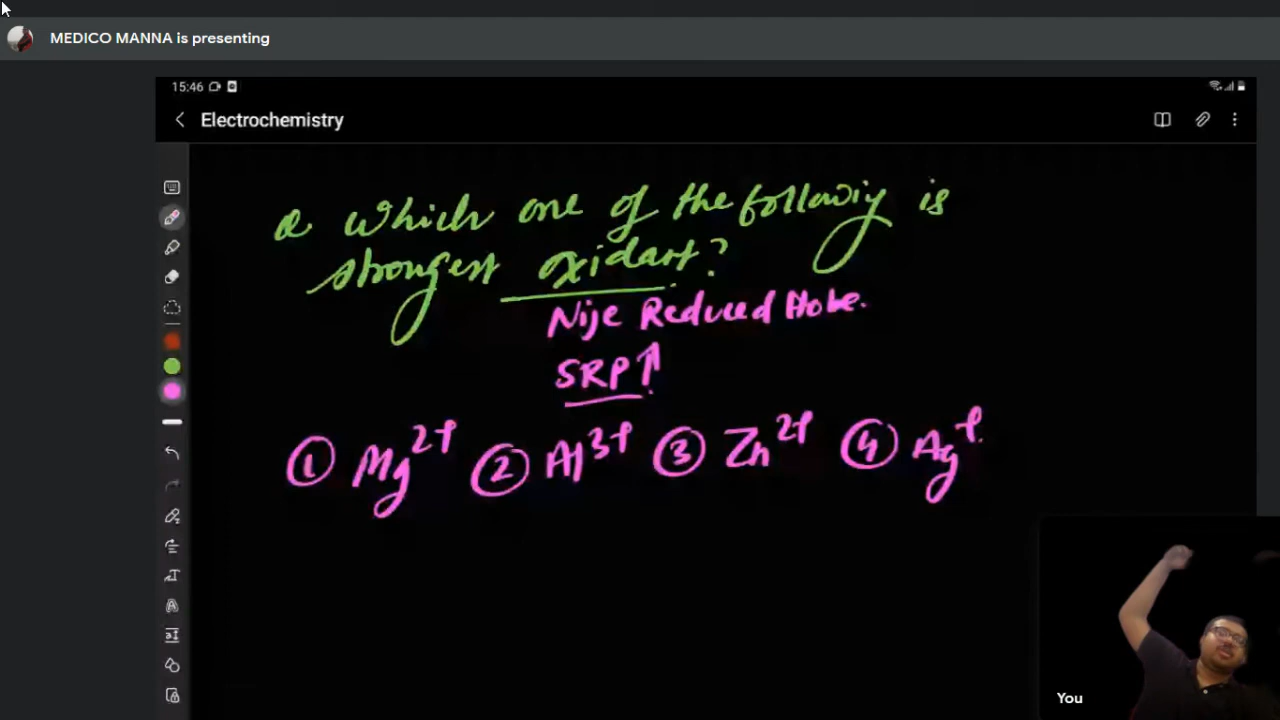 MEDICO MANNA is presenting
15:46
Electrochemistry
Q Which one of the following is
strongest oxidant?
Nije Reduced Hobe.
SRP↑
① Mg²⁺ ② Al³⁺ ③ Zn²⁺ ④ Ag⁺
You